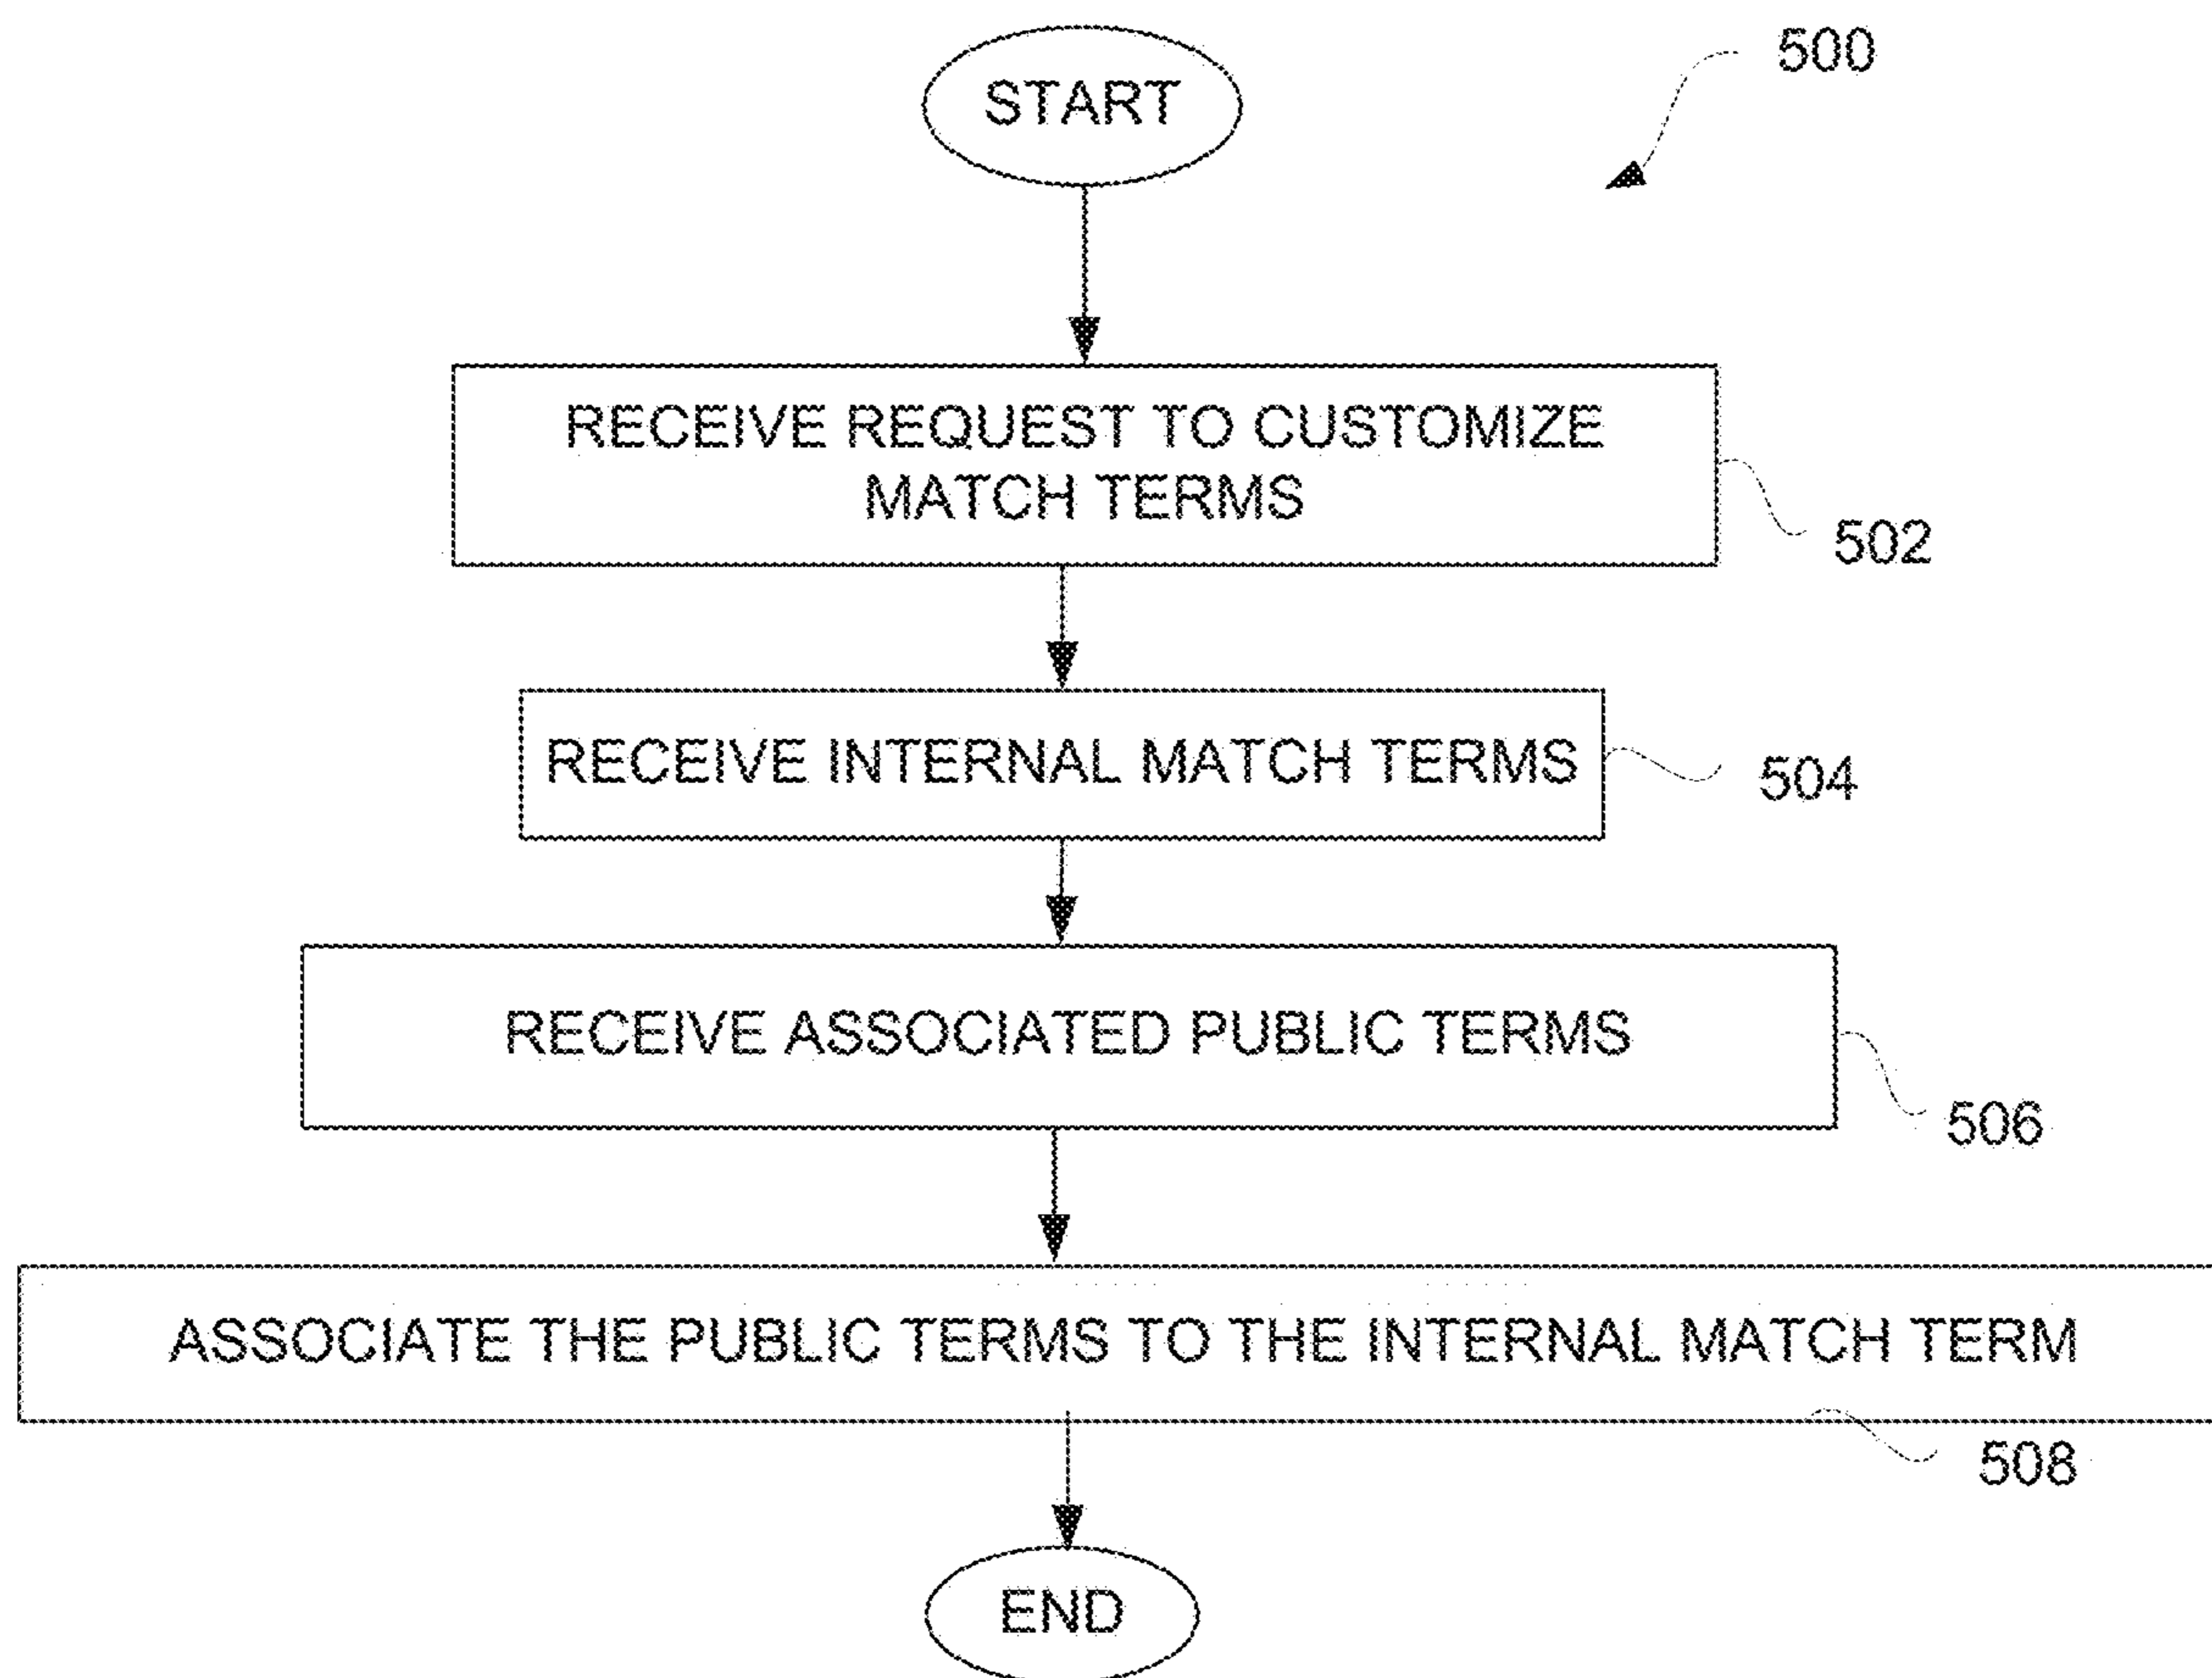 START
500
RECEIVE REQUEST TO CUSTOMIZE
MATCH TERMS
502
RECEIVE INTERNAL MATCH TERMS
504
RECEIVE ASSOCIATED PUBLIC TERMS
506
ASSOCIATE THE PUBLIC TERMS TO THE INTERNAL MATCH TERM
508
END